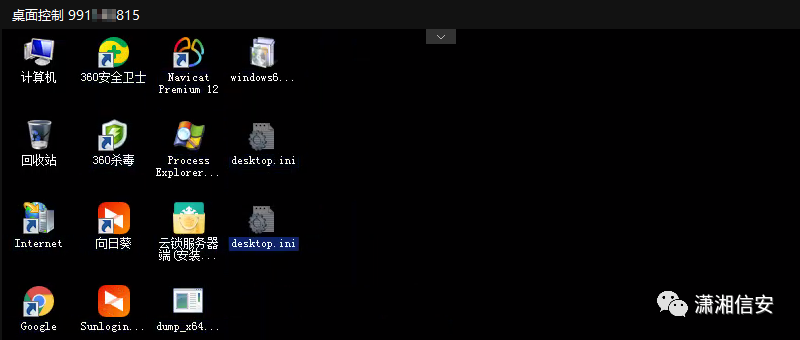 桌面控制 991 815
计算机
360安全卫士
Navicat
Premium 12
windows6...
回收站
360杀毒
Process
Explorer...
desktop.ini
Internet
向日葵
云锁服务器
端(安装...
desktop.ini
Google
Sunlogin...
dump_x64...
潇湘信安